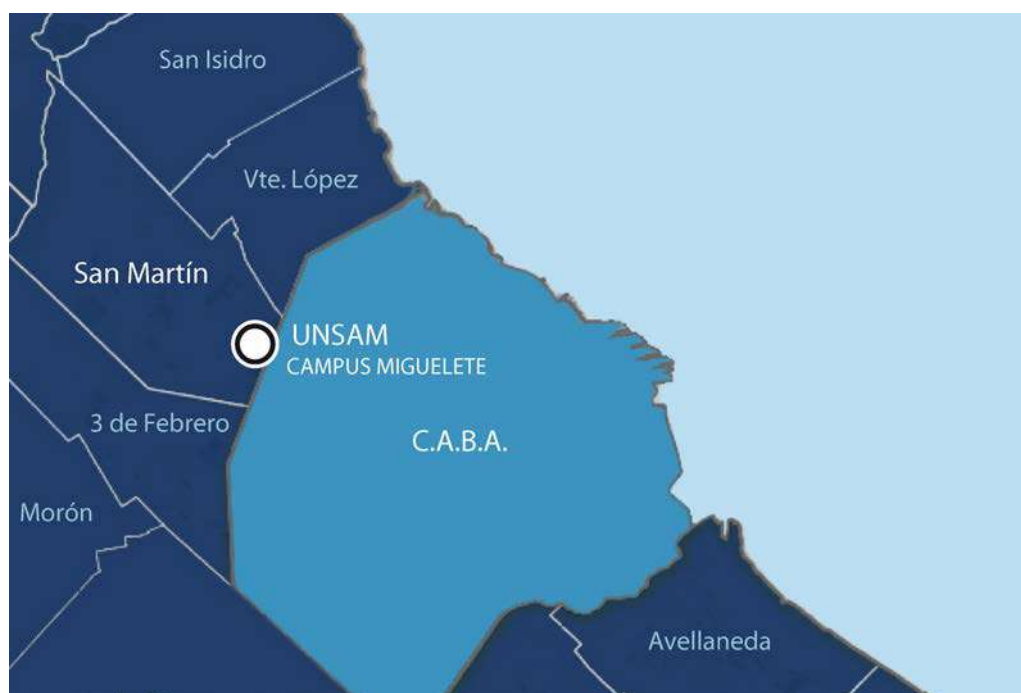 San Isidro
Vte. López
San Martín
UNSAM
CAMPUS MIGUELETE
3 de Febrero
C.A.B.A.
Morón
Avellaneda